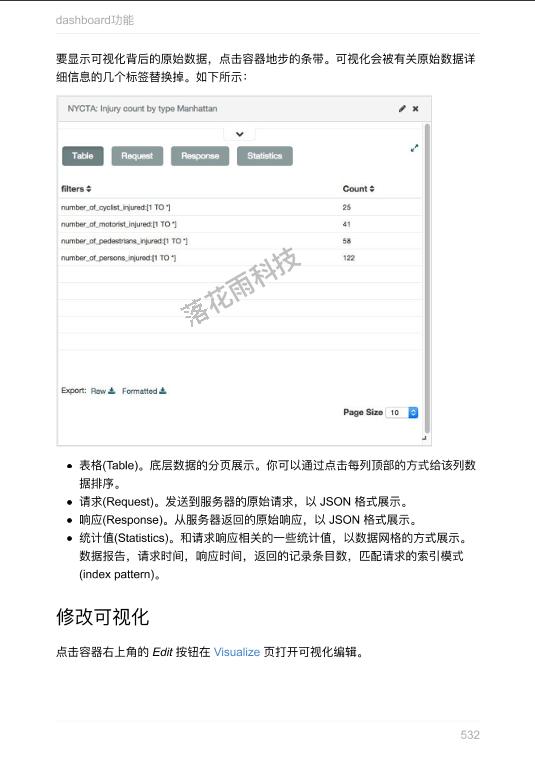 dashboard功能
要显示可视化背后的原始数据，点击容器地步的条带。可视化会被有关原始数据详
细信息的几个标签替换掉。如下所示：
NYCTA: Injury count by type Manhattan
Table Request Response Statistics
filters Count
number_of_cyclist_injured:[1 TO *] 25
number_of_motorist_injured:[1 TO *] 41
number_of_pedestrians_injured:[1 TO *] 58
number_of_persons_injured:[1 TO *] 122
落花雨科技
Export: Raw Formatted
Page Size 10
表格(Table)。底层数据的分页展示。你可以通过点击每列顶部的方式给该列数
据排序。
请求(Request)。发送到服务器的原始请求，以 JSON 格式展示。
响应(Response)。从服务器返回的原始响应，以 JSON 格式展示。
统计值(Statistics)。和请求响应相关的一些统计值，以数据网格的方式展示。
数据报告，请求时间，响应时间，返回的记录条目数，匹配请求的索引模式
(index pattern)。
修改可视化
点击容器右上角的 Edit 按钮在 Visualize 页打开可视化编辑。
532